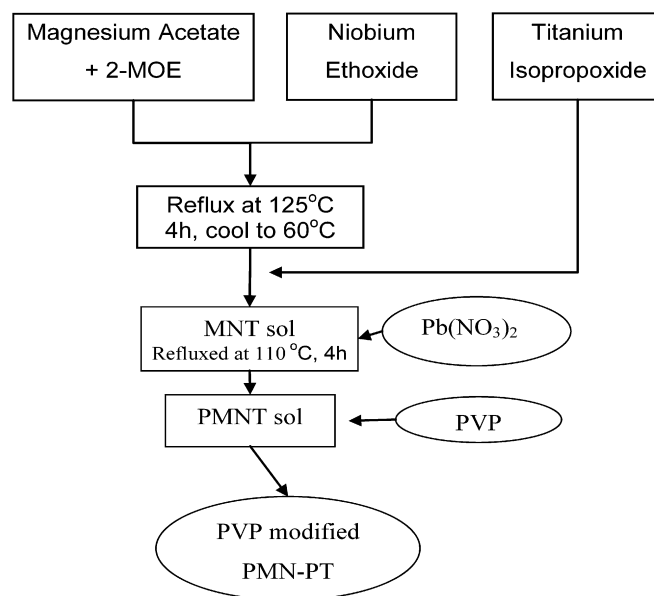 Magnesium Acetate
+ 2-MOE
Niobium
Ethoxide
Titanium
Isopropoxide
Reflux at 125°C
4h, cool to 60°C
MNT sol
Refluxed at 110 °C, 4h
Pb(NO₃)₂
PMNT sol
PVP
PVP modified
PMN-PT